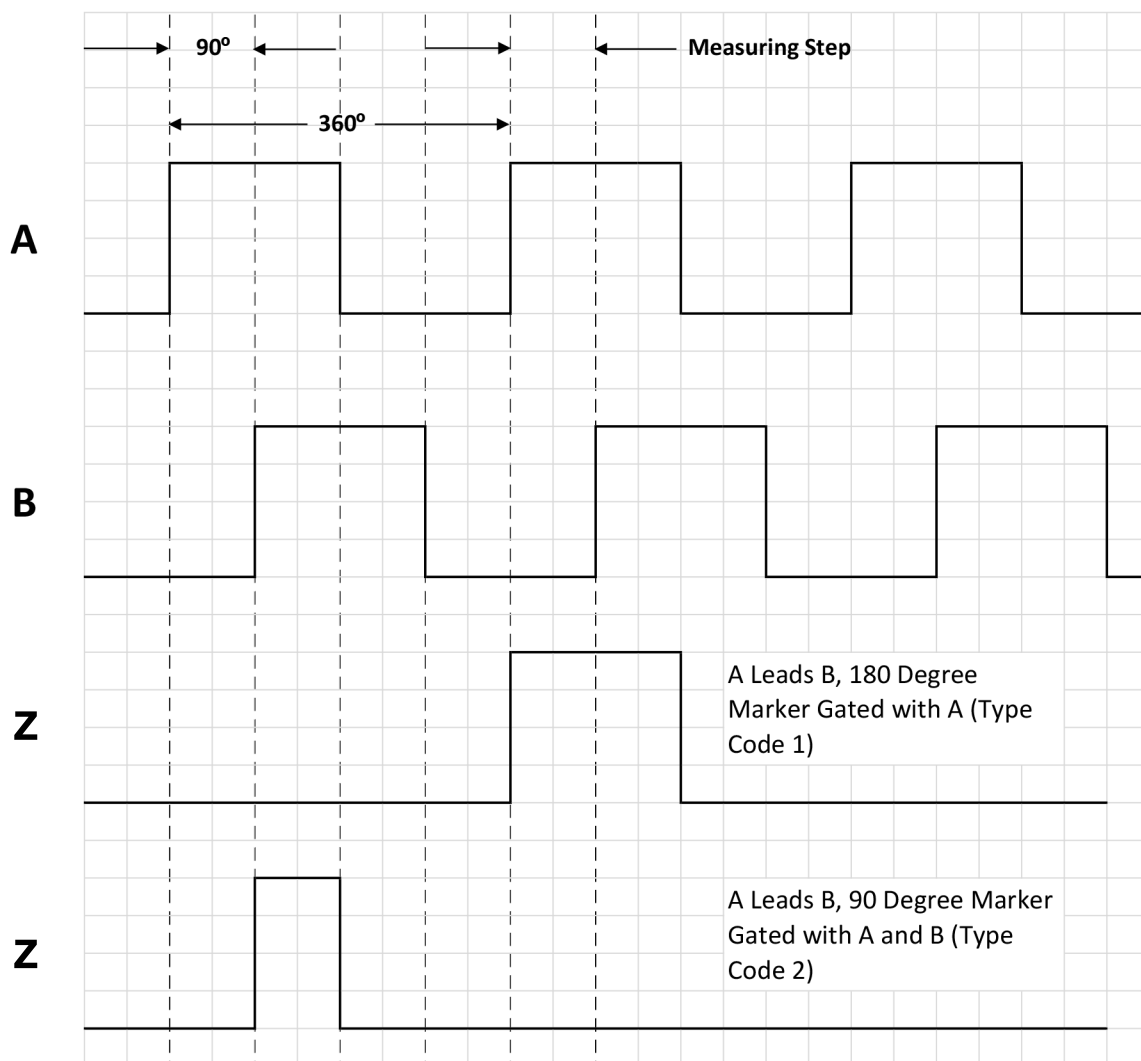 90º
Measuring Step
360º
A
B
Z
A Leads B, 180 Degree
Marker Gated with A (Type
Code 1)
Z
A Leads B, 90 Degree Marker
Gated with A and B (Type
Code 2)